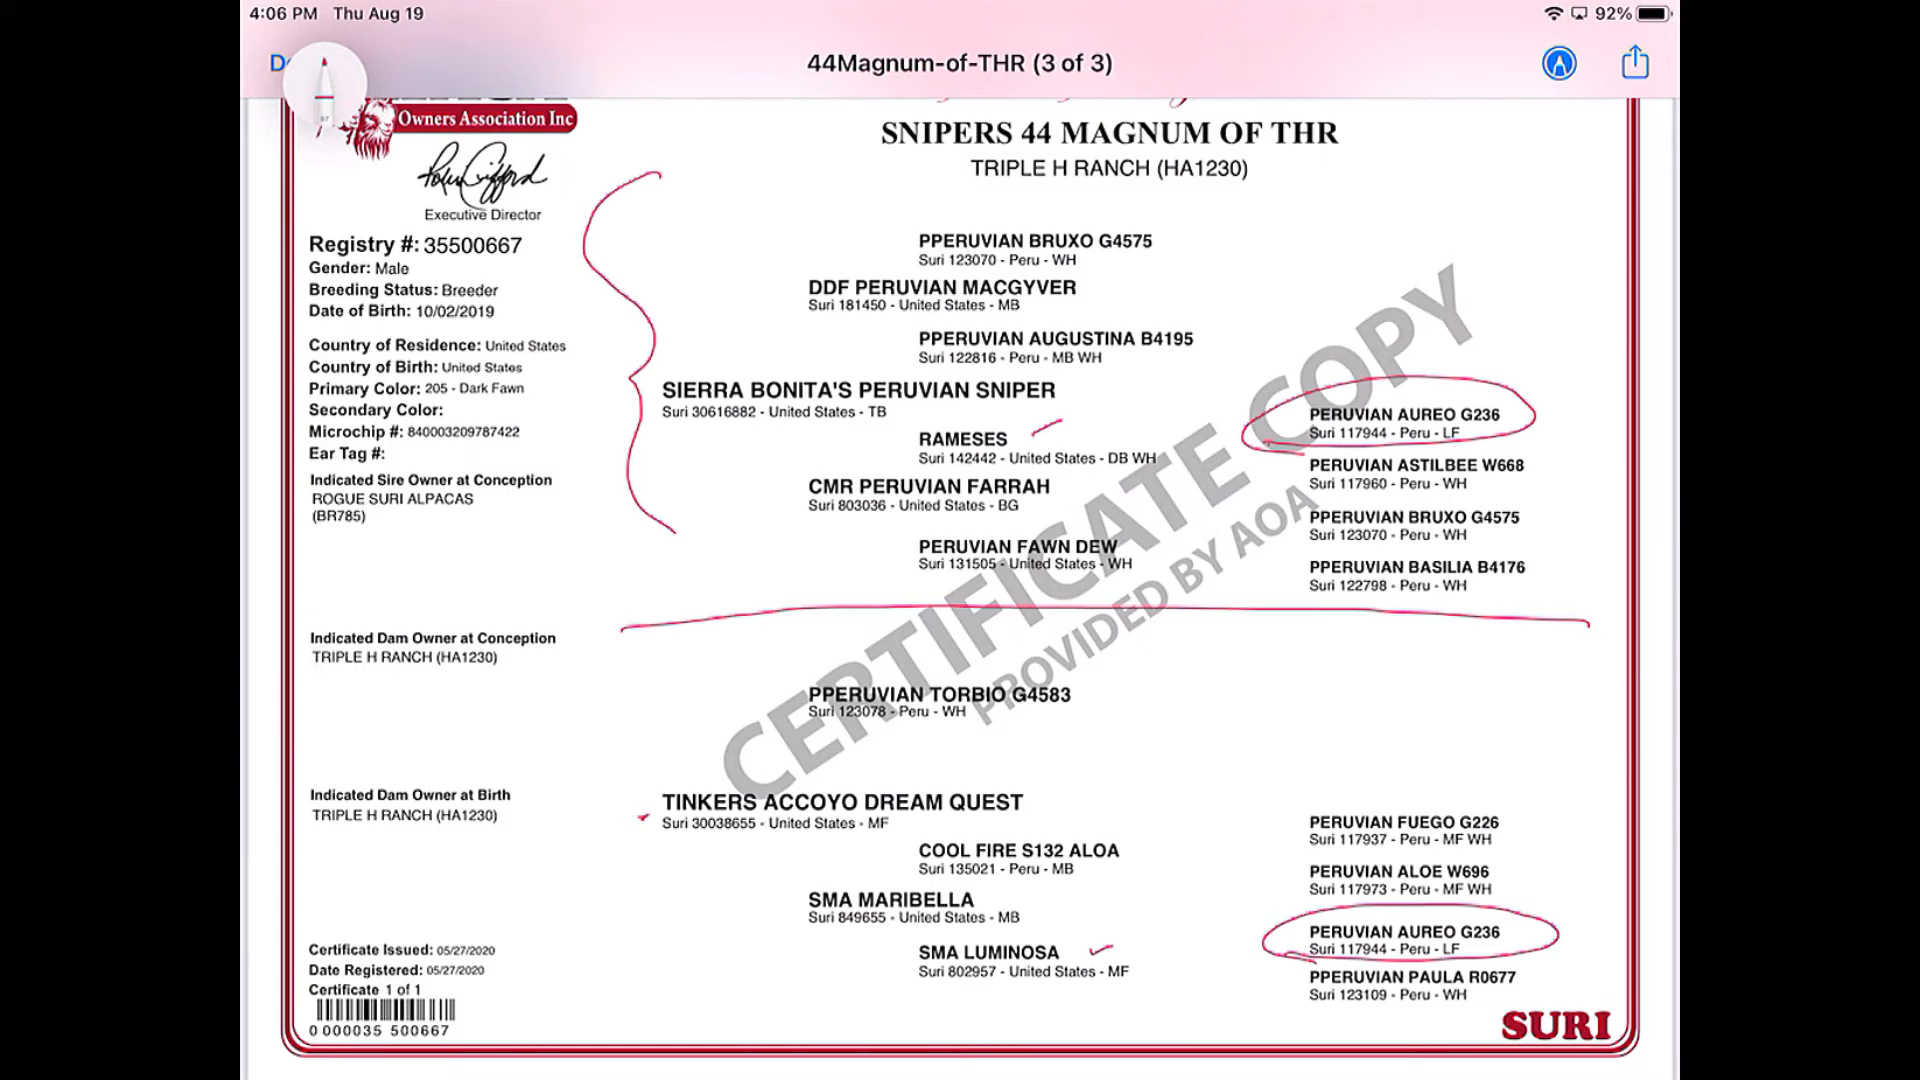 4:06 PM Thu Aug 19
92%
44Magnum-of-THR (3 of 3)
Owners Association Inc
Executive Director
SNIPERS 44 MAGNUM OF THR
TRIPLE H RANCH (HA1230)
Registry #: 35500667
Gender: Male
Breeding Status: Breeder
Date of Birth: 10/02/2019
Country of Residence: United States
Country of Birth: United States
Primary Color: 205 - Dark Fawn
Secondary Color:
Microchip #: 840003209787422
Ear Tag #:
Indicated Sire Owner at Conception
ROGUE SURI ALPACAS
(BR785)
Indicated Dam Owner at Conception
TRIPLE H RANCH (HA1230)
Indicated Dam Owner at Birth
TRIPLE H RANCH (HA1230)
Certificate Issued: 05/27/2020
Date Registered: 05/27/2020
Certificate 1 of 1
0 000035 500667
PPERUVIAN BRUXO G4575
Suri 123070 - Peru - WH
DDF PERUVIAN MACGYVER
Suri 181450 - United States - MB
PPERUVIAN AUGUSTINA B4195
Suri 122816 - Peru - MB WH
SIERRA BONITA'S PERUVIAN SNIPER
Suri 30616882 - United States - TB
RAMESES
Suri 142442 - United States - DB WH
CMR PERUVIAN FARRAH
Suri 803036 - United States - BG
PERUVIAN FAWN DEW
Suri 131505 - United States - WH
PERUVIAN AUREO G236
Suri 117944 - Peru - LF
PERUVIAN ASTILBEE W668
Suri 117960 - Peru - WH
PPERUVIAN BRUXO G4575
Suri 123070 - Peru - WH
PPERUVIAN BASILIA B4176
Suri 122798 - Peru - WH
PPERUVIAN TORBIO G4583
Suri 123078 - Peru - WH
TINKERS ACCOYO DREAM QUEST
Suri 30038655 - United States - MF
COOL FIRE S132 ALOA
Suri 135021 - Peru - MB
SMA MARIBELLA
Suri 849655 - United States - MB
SMA LUMINOSA
Suri 802957 - United States - MF
PERUVIAN FUEGO G226
Suri 117937 - Peru - MF WH
PERUVIAN ALOE W696
Suri 117973 - Peru - MF WH
PERUVIAN AUREO G236
Suri 117944 - Peru - LF
PPERUVIAN PAULA R0677
Suri 123109 - Peru - WH
CERTIFICATE COPY
PROVIDED BY AOA
SURI